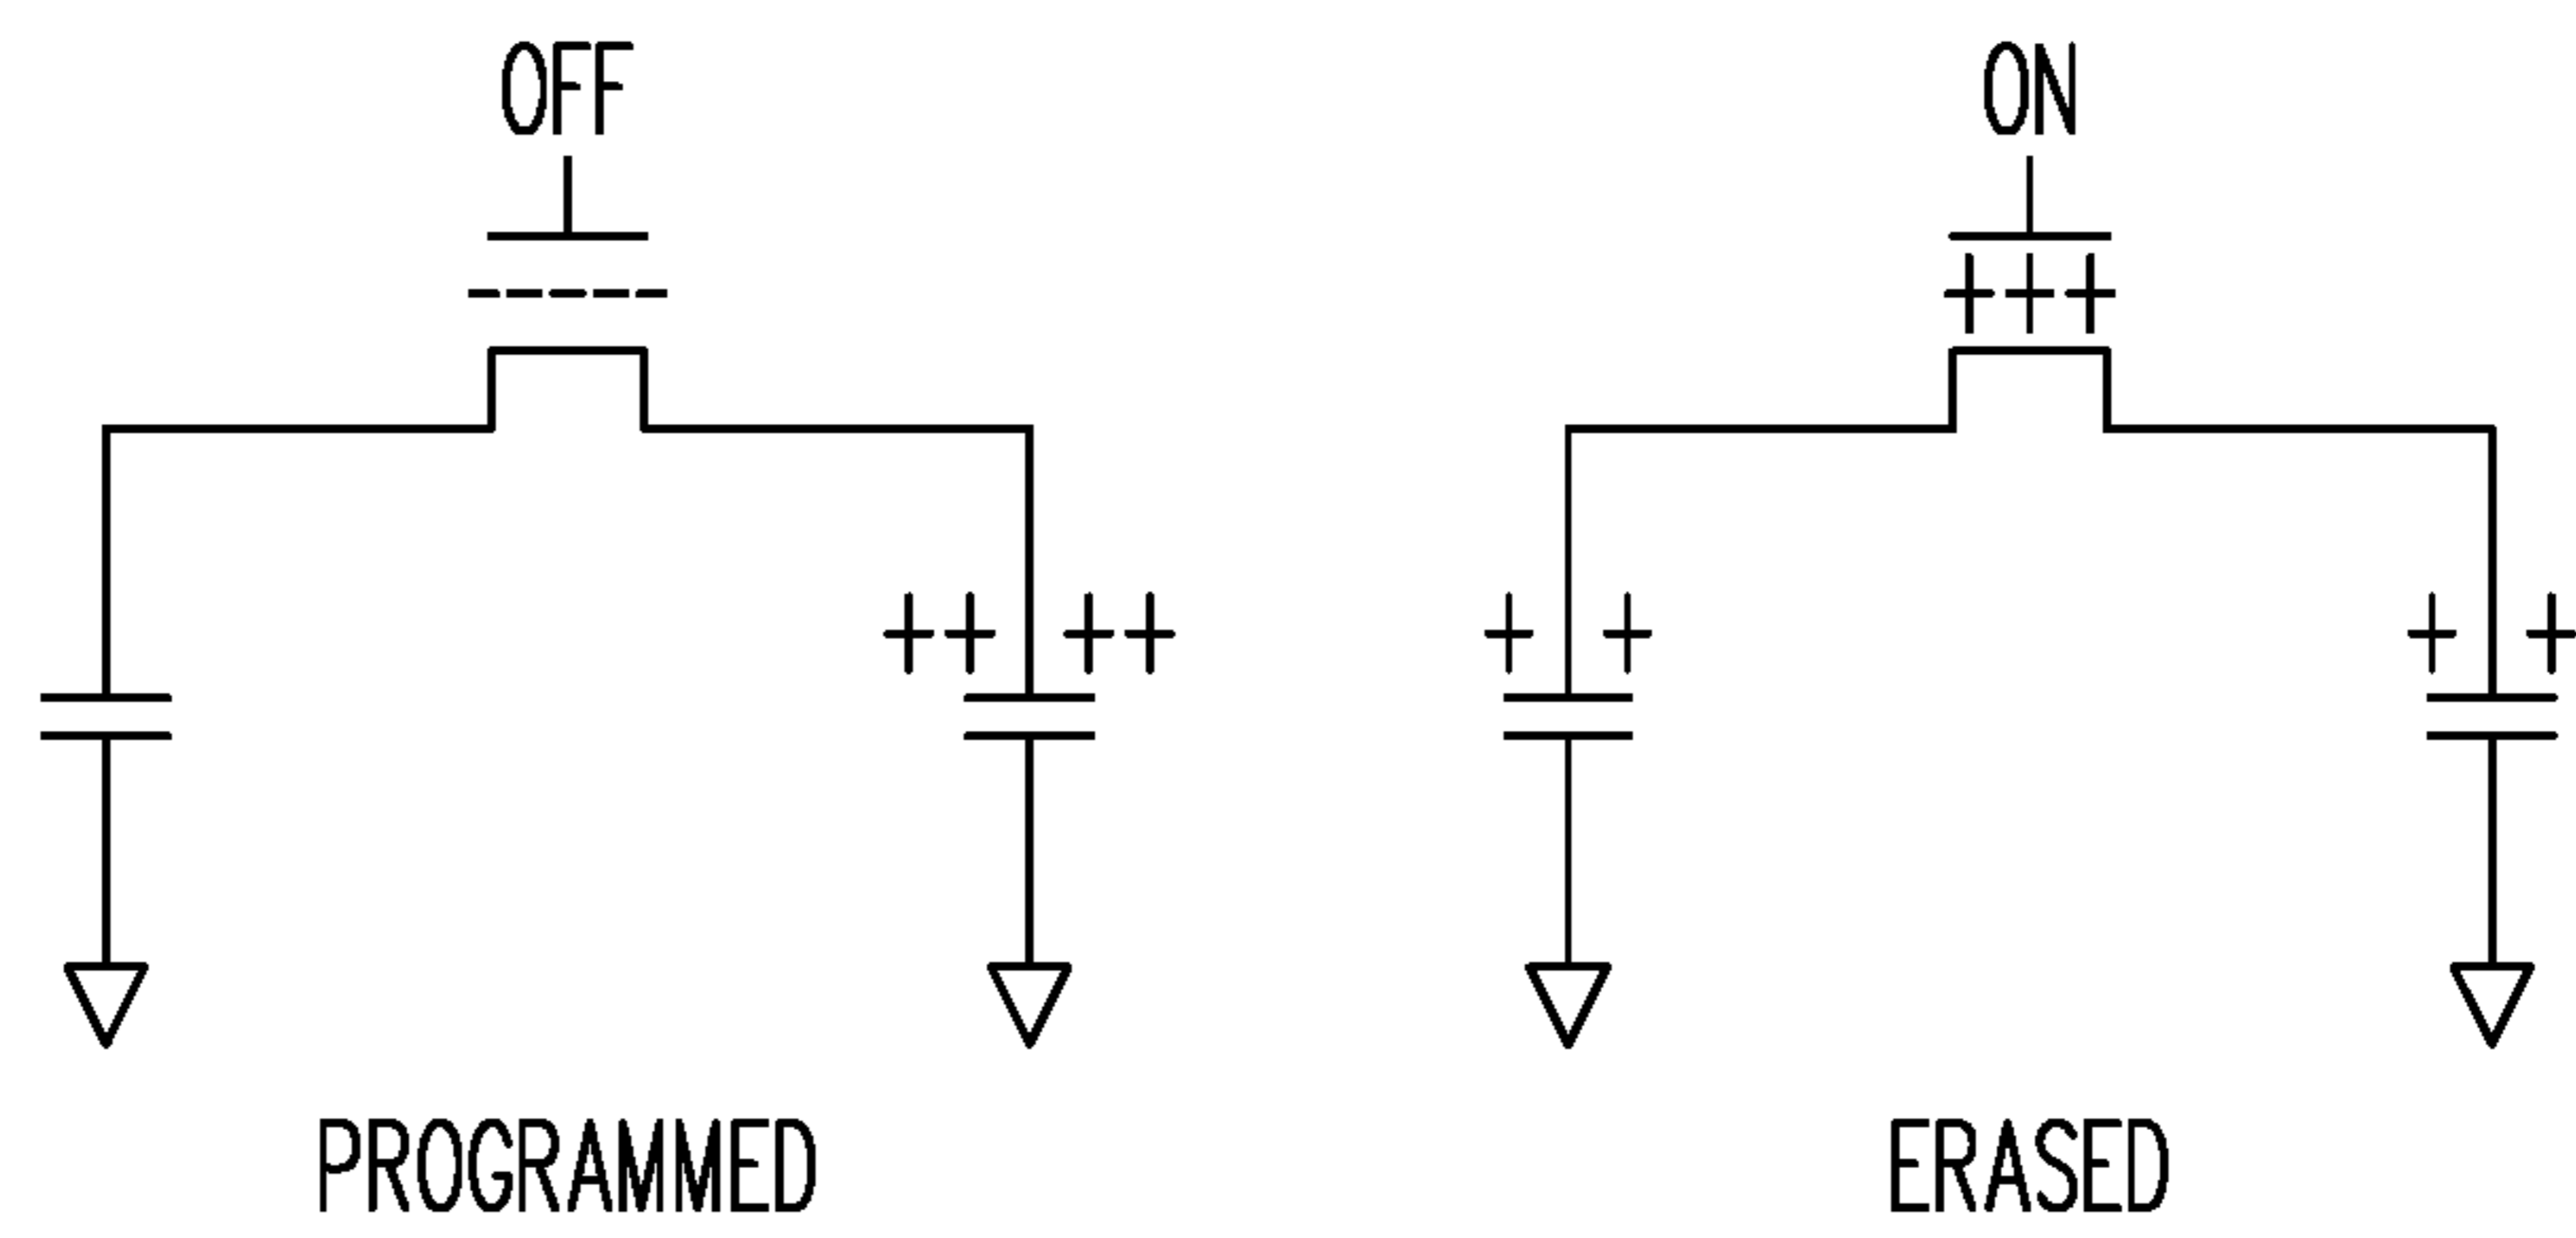 OFF
ON
+++
++ ++
+ +
+ +
PROGRAMMED
ERASED